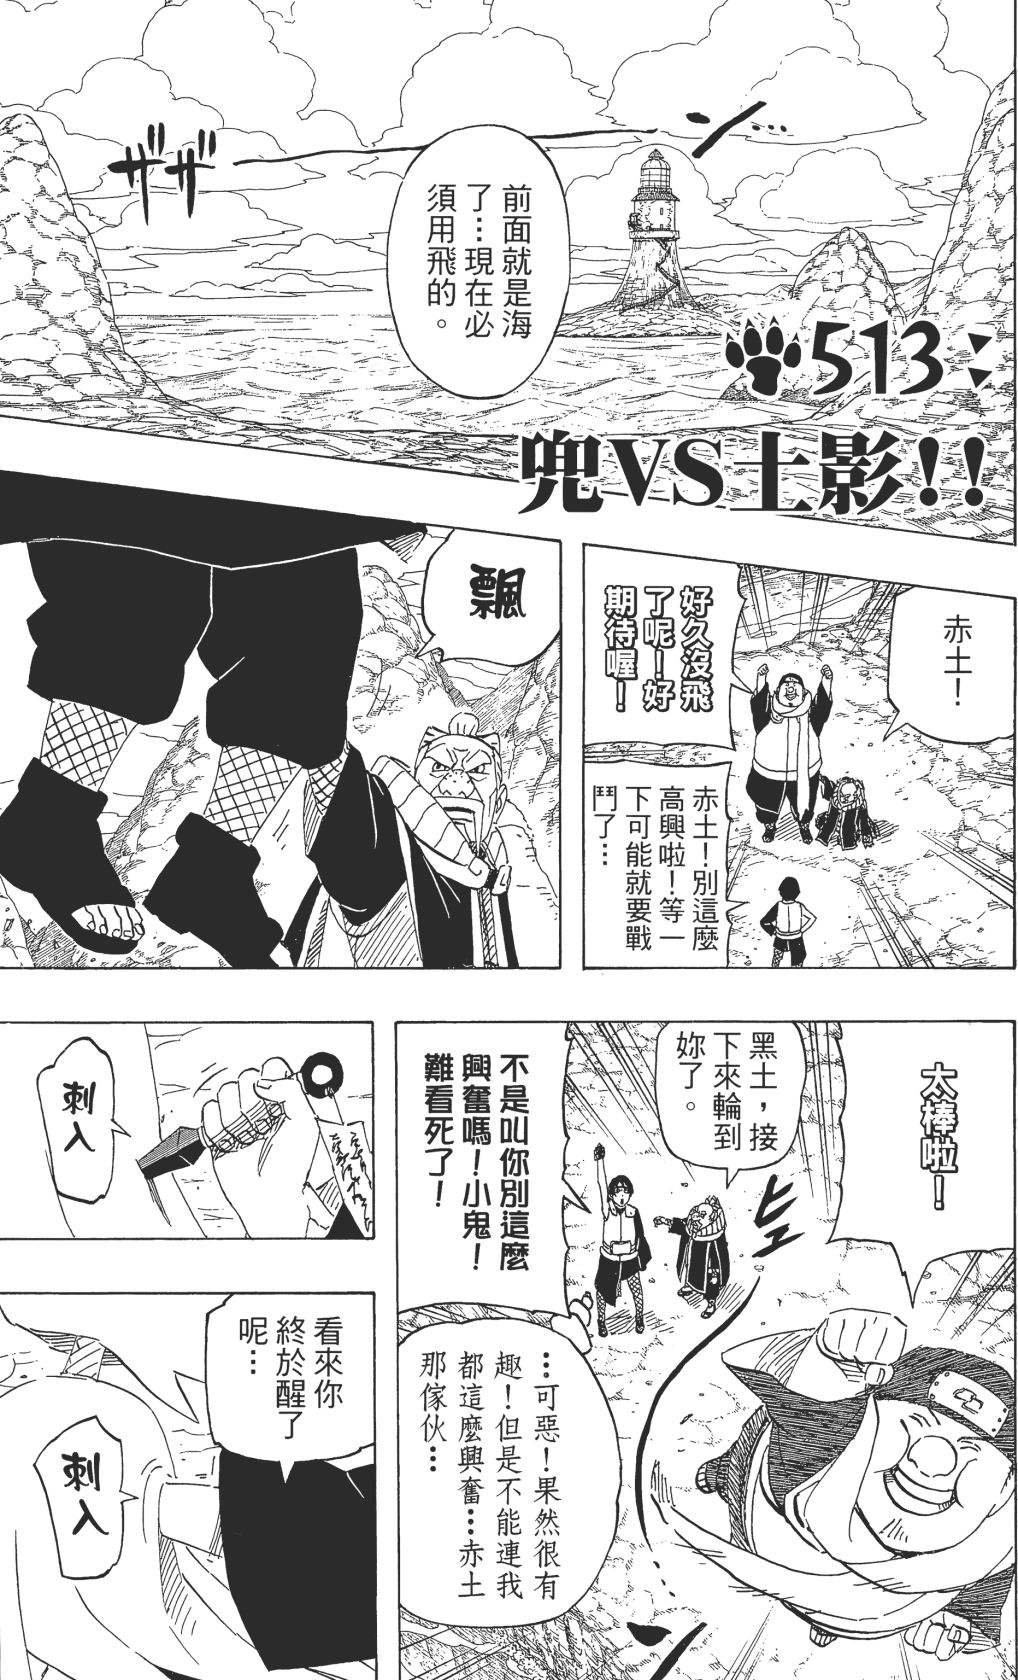 ザザ
前面就是海
了…現在必
須用飛的
。
513：
兜VS土影!!
赤土！
好久沒飛
了呢！好
期待喔！
赤土！別這麼
高興啦！等一
下可能就要戰
鬥了…
飄
太棒啦！
黑土，接
下來輪到
妳了。
ヒュ
不是叫你別這麼
興奮嗎！小鬼！
難看死了！
…可惡！果然很有
趣！但是不能連我
都這麼興奮…赤土
那傢伙…
刺入
看來你
終於醒了
呢…
刺入